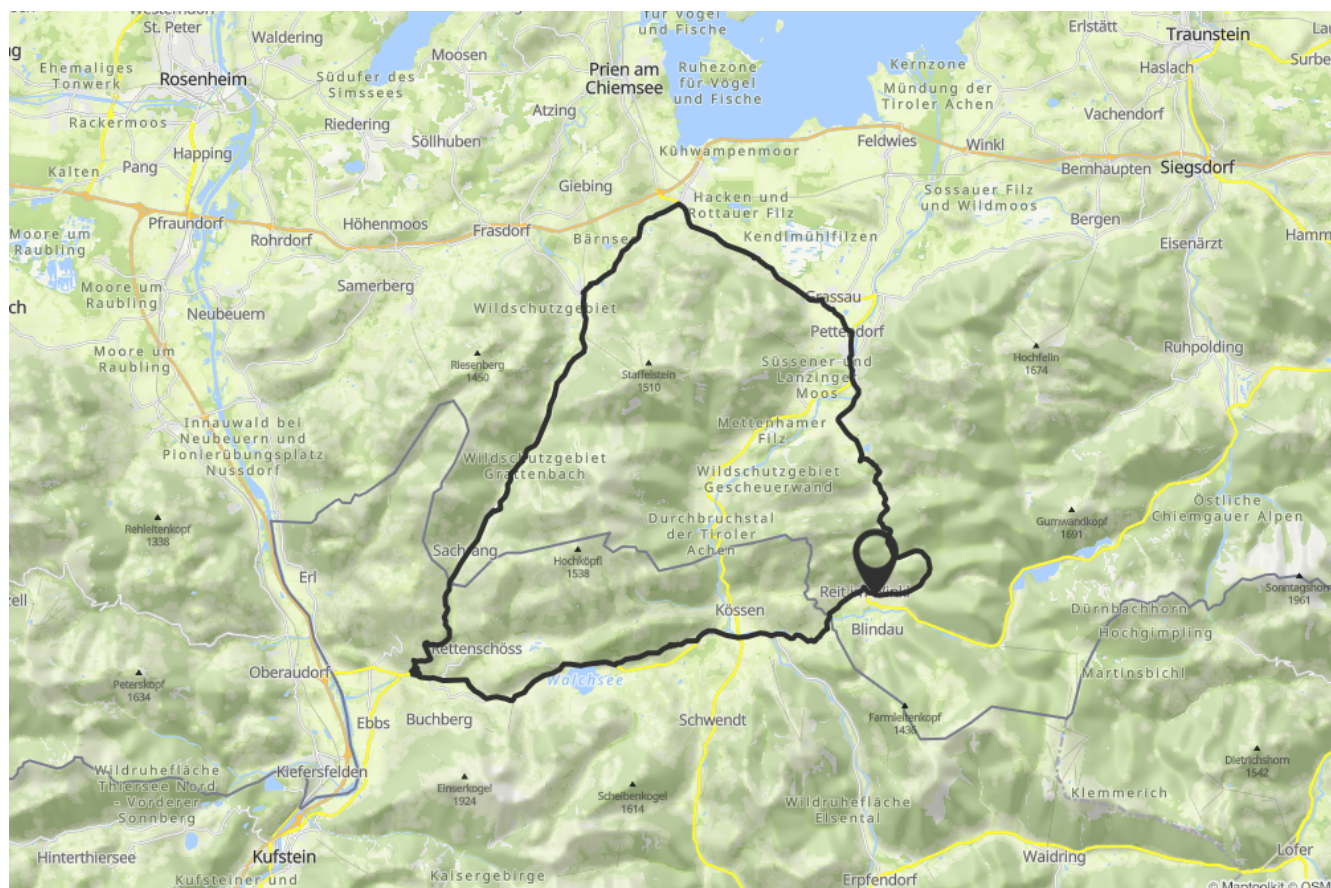 St. Peter
Waldering
Moosen
für Vögel
und Fische
Erlstätt
Traunstein
Ehemaliges
Tonwerk
Rosenheim
Südufer des
Simssees
Prien am
Chiemsee
Ruhezone
für Vögel
und Fische
Kernzone
Mündung der
Tiroler Achen
Haslach
Rackermoos
Riedering
Atzing
Vachendorf
Happing
Söllhuben
Kühwampenmoor
Feldwies
Winkl
Kalten
Pang
Bernhaupten
Siegsdorf
Giebing
Hacken und
Rottauer Filz
Sossauer Filz
und Wildmoos
Pfraundorf
Höhenmoos
Frasdorf
Kendlmühlfilzen
Bergen
Moore um
Raubling
Rohrdorf
Eisenärzt
Samerberg
Moore um
Raubling
Neubeuern
Wildschutzgebiet
Grassau
Pettendorf
Moore um
Raubling
Riesenberg
1450
Staffelstein
1510
Süssener und
Lanzinger
Moos
Hochfelln
1674
Ruhpolding
Innauwald bei
Neubeuern und
Pionierübungsplatz
Nussdorf
Mettenhamer
Filz
Wildschutzgebiet
Grattenbach
Wildschutzgebiet
Gescheuerwand
Östliche
Chiemgauer Alpen
Rehleitenkopf
1338
Durchbruchstal
der Tiroler
Achen
Gurnwandkopf
1691
Hochköpfl
1538
Erl
Kössen
Dürnbachhorn
Blindau
Hochgimpling
Rettenschöss
Oberaudorf
Peterskopf
1634
Walchsee
Martinsbichl
Buchberg
Ebbs
Schwendt
Farmleitenkopf
Wildruhefläche
Thiersee Nord
- Vorderer
Sonnberg
Kiefersfelden
Einserkogel
1924
Scheibenkogel
1614
Wildruhefläche
Elsental
Klemmerich
Dietrichshorn
1542
Hinterthiersee
Kufstein
Kaisergebirge
Kufsteiner und
Erpfendorf
Waidring
Lofer
© Maptoolkit © OSM